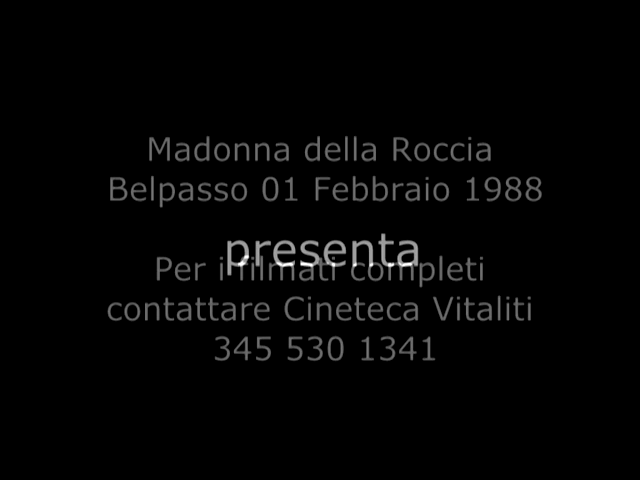 Madonna della Roccia
Belpasso 01 Febbraio 1988
presenta
Per i filmati completi
contattare Cineteca Vitaliti
345 530 1341